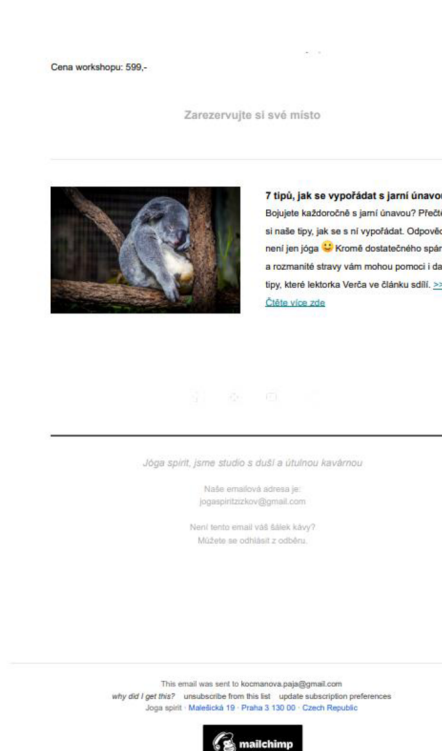 Cena workshopu: 599,-
Zarezervujte si své místo
7 tipů, jak se vypořádat s jarní únavou
Bojujete každoročně s jarní únavou? Přečtě
si naše tipy, jak se s ní vypořádat. Odpověd
není jen jóga 😀 Kromě dostatečného spán
a rozmanité stravy vám mohou pomoci i da
tipy, které lektorka Verča ve článku sdílí. >>
Čtěte více zde
Jóga spirit, jsme studio s duší a útulnou kavárnou
Naše emailová adresa je:
jogaspiritzizkov@gmail.com
Není tento email váš šálek kávy?
Můžete se odhlásit z odběru.
This email was sent to kocmanova.paja@gmail.com
why did I get this? unsubscribe from this list update subscription preferences
Joga spirit · Malešická 19 · Praha 3 130 00 · Czech Republic
mailchimp